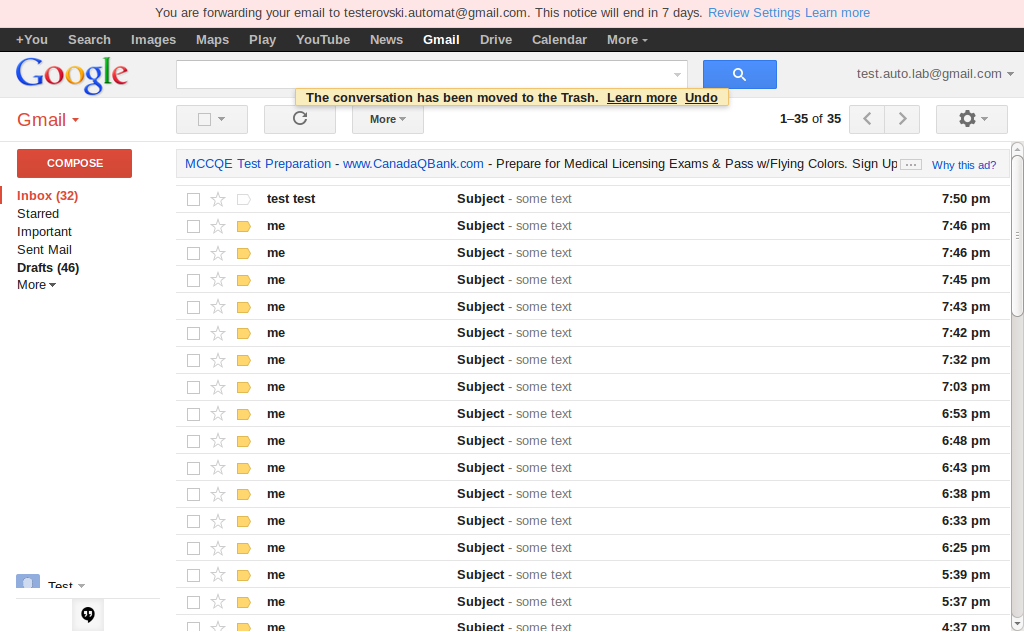 You are forwarding your email to testerovski.automat@gmail.com. This notice will end in 7 days. Review Settings Learn more
+You Search Images Maps Play YouTube News Gmail Drive Calendar More
Google
test.auto.lab@gmail.com
The conversation has been moved to the Trash. Learn more Undo
Gmail
More
1–35 of 35
COMPOSE
MCCQE Test Preparation - www.CanadaQBank.com - Prepare for Medical Licensing Exams & Pass w/Flying Colors. Sign Up
Why this ad?
Inbox (32)
Starred
Important
Sent Mail
Drafts (46)
More
test test Subject - some text 7:50 pm
me Subject - some text 7:46 pm
me Subject - some text 7:46 pm
me Subject - some text 7:45 pm
me Subject - some text 7:43 pm
me Subject - some text 7:42 pm
me Subject - some text 7:32 pm
me Subject - some text 7:03 pm
me Subject - some text 6:53 pm
me Subject - some text 6:48 pm
me Subject - some text 6:43 pm
me Subject - some text 6:38 pm
me Subject - some text 6:33 pm
me Subject - some text 6:25 pm
me Subject - some text 5:39 pm
me Subject - some text 5:37 pm
me Subject - some text 4:37 pm
Test